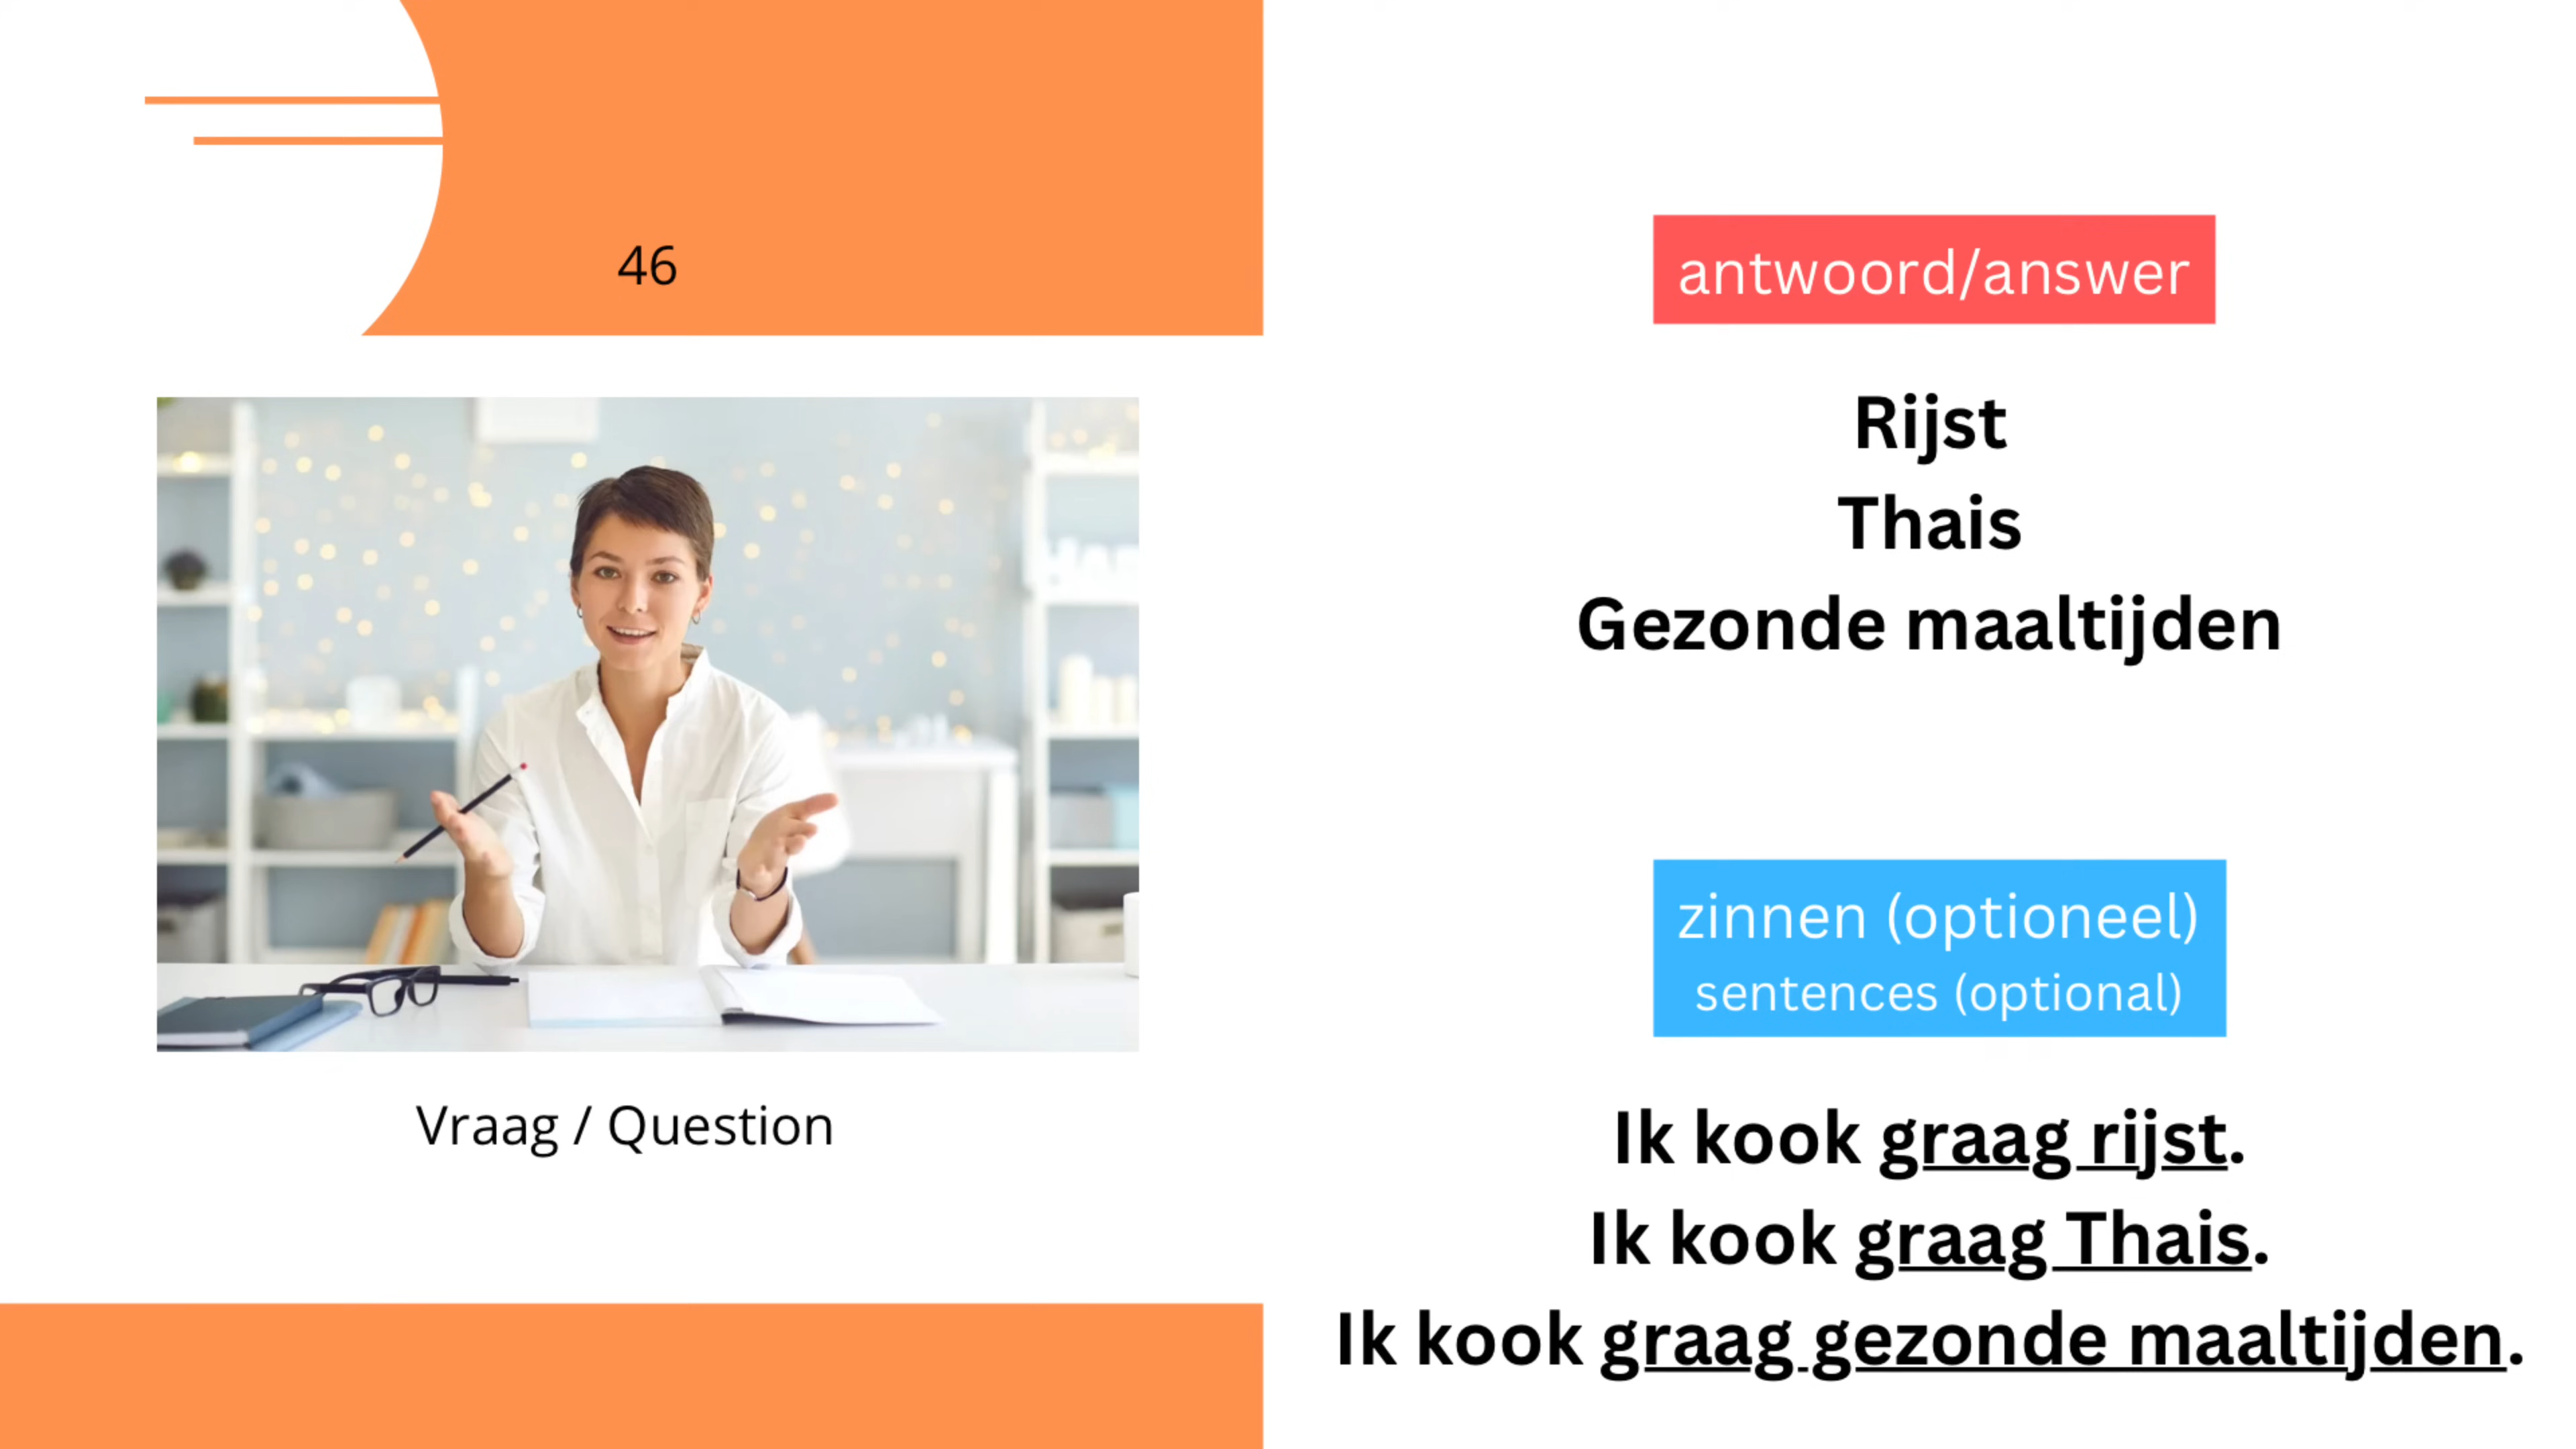 46
Vraag / Question
antwoord/answer
Rijst
Thais
Gezonde maaltijden
zinnen (optioneel)
sentences (optional)
Ik kook graag rijst.
Ik kook graag Thais.
Ik kook graag gezonde maaltijden.